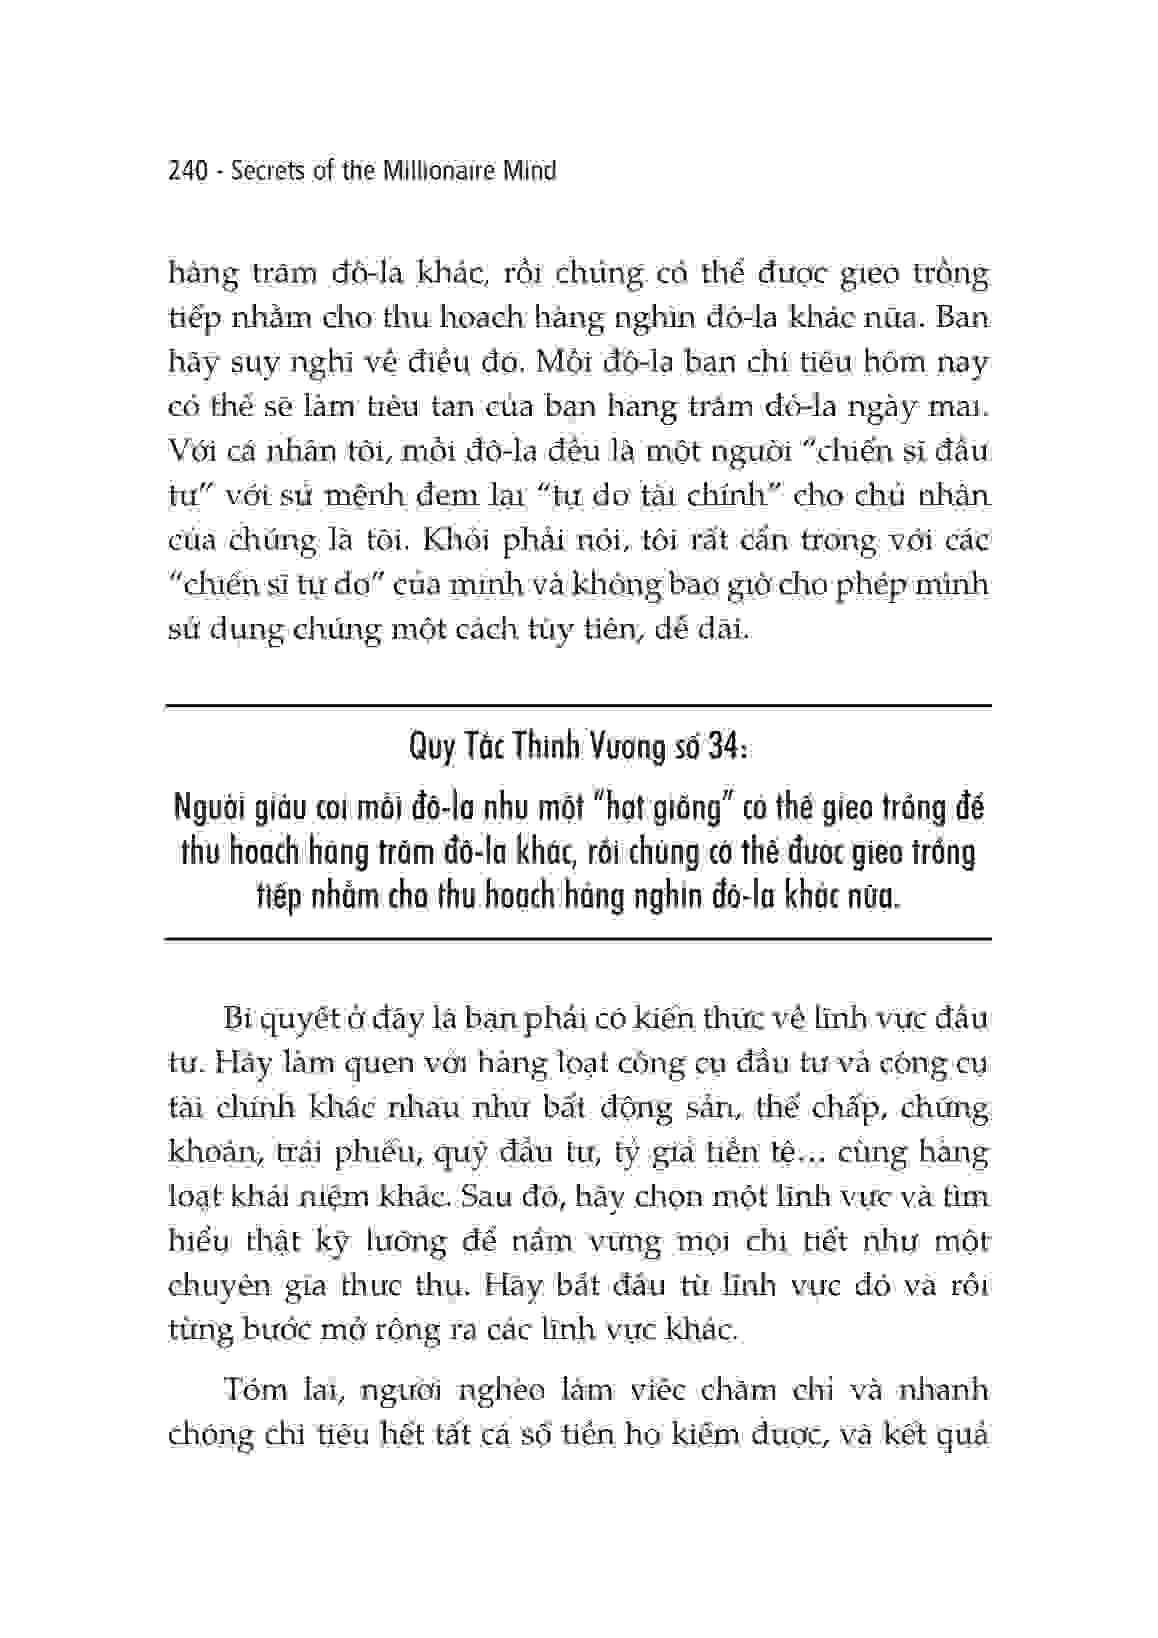 240 - Secrets of the Millionaire Mind
hàng trăm đô-la khác, rồi chúng có thể được gieo trồng
tiếp nhằm cho thu hoạch hàng nghìn đô-la khác nữa. Bạn
hãy suy nghĩ về điều đó. Mỗi đô-la bạn chi tiêu hôm nay
có thể sẽ làm tiêu tan của bạn hàng trăm đô-la ngày mai.
Với cá nhân tôi, mỗi đô-la đều là một người “chiến sĩ đầu
tư” với sứ mệnh đem lại “tự do tài chính” cho chủ nhân
của chúng là tôi. Khỏi phải nói, tôi rất cẩn trọng với các
“chiến sĩ tự do” của mình và không bao giờ cho phép mình
sử dụng chúng một cách tùy tiện, dễ dãi.
Quy Tắc Thịnh Vượng số 34:
Người giàu coi mỗi đô-la như một “hạt giống” có thể gieo trồng để
thu hoạch hàng trăm đô-la khác, rồi chúng có thể được gieo trồng
tiếp nhằm cho thu hoạch hàng nghìn đô-la khác nữa.
Bí quyết ở đây là bạn phải có kiến thức về lĩnh vực đầu
tư. Hãy làm quen với hàng loạt công cụ đầu tư và công cụ
tài chính khác nhau như bất động sản, thế chấp, chứng
khoán, trái phiếu, quỹ đầu tư, tỷ giá tiền tệ... cùng hàng
loạt khái niệm khác. Sau đó, hãy chọn một lĩnh vực và tìm
hiểu thật kỹ lưỡng để nắm vững mọi chi tiết như một
chuyên gia thực thụ. Hãy bắt đầu từ lĩnh vực đó và rồi
từng bước mở rộng ra các lĩnh vực khác.
Tóm lại, người nghèo làm việc chăm chỉ và nhanh
chóng chi tiêu hết tất cả số tiền họ kiếm được, và kết quả